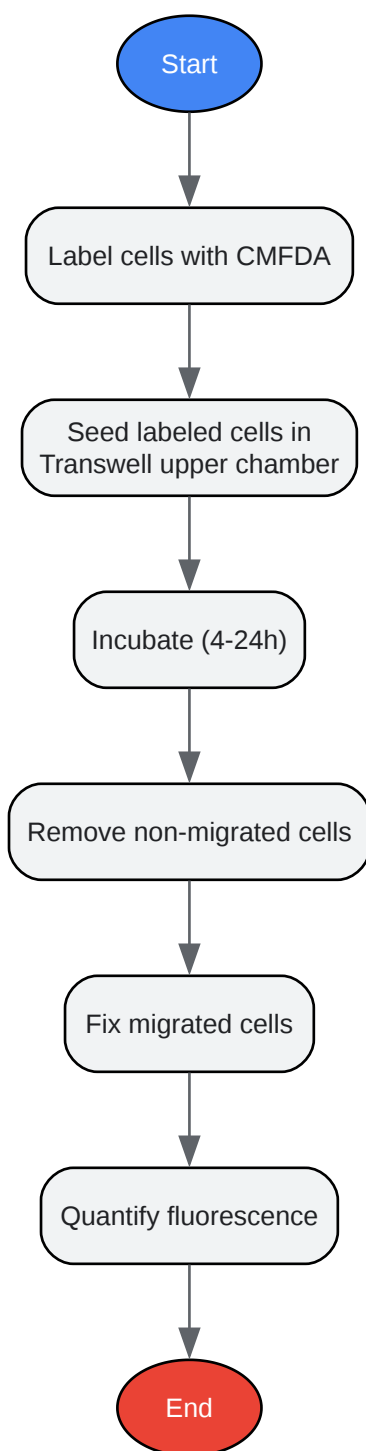 Start
Label cells with CMFDA
Seed labeled cells in
Transwell upper chamber
Incubate (4-24h)
Remove non-migrated cells
Fix migrated cells
Quantify fluorescence
End